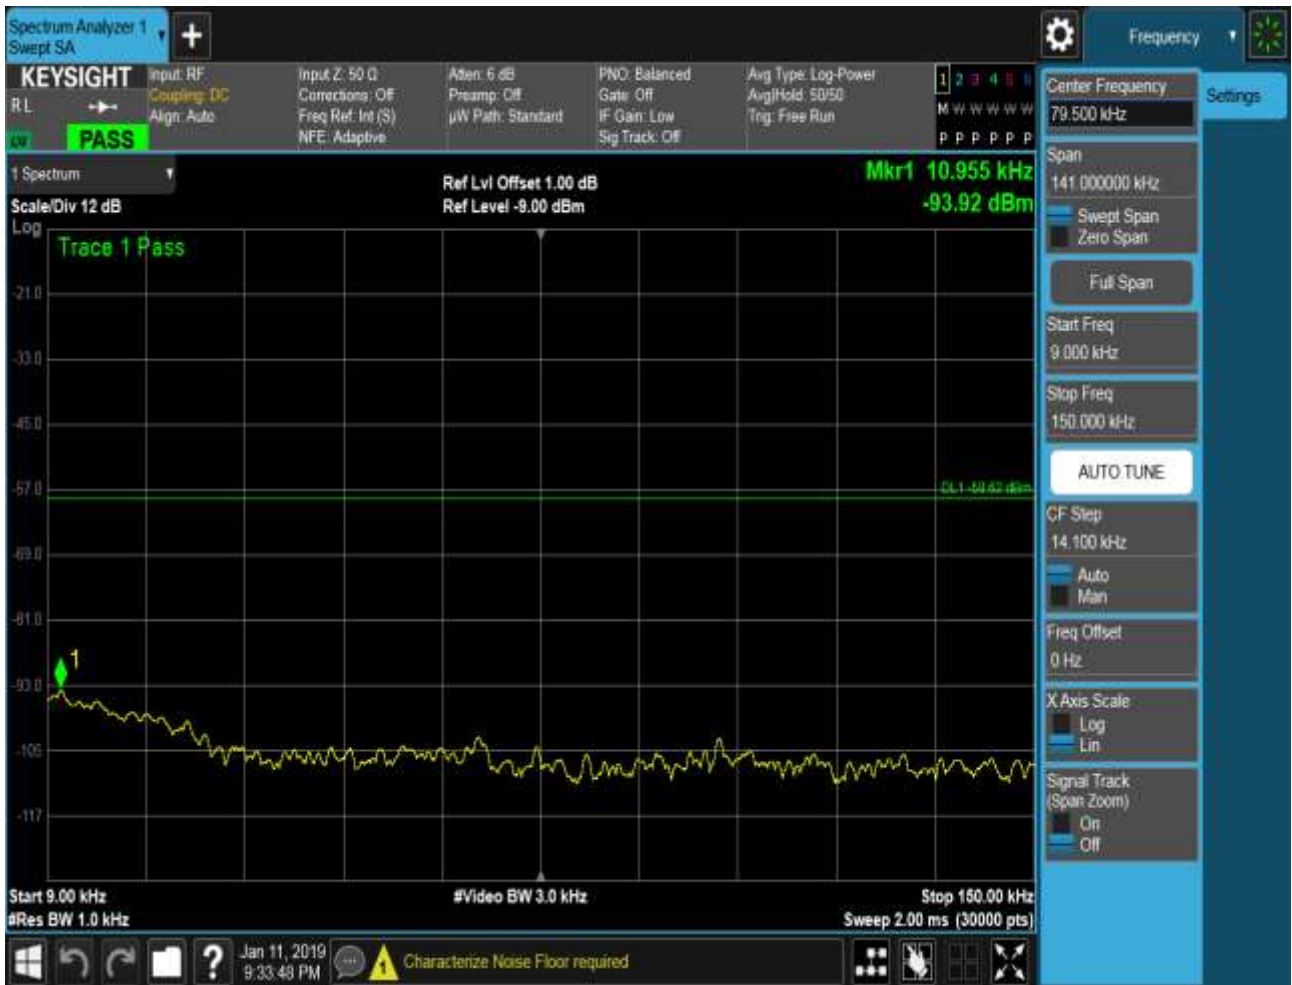 Spectrum Analyzer 1
Swept SA
+
Frequency
KEYSIGHT
R L
PASS
Input: RF
Coupling: DC
Align: Auto
Input Z: 50 Ω
Corrections: Off
Freq Ref: Int (S)
NFE: Adaptive
Atten: 6 dB
Preamp: Off
µW Path: Standard
PNO: Balanced
Gate: Off
IF Gain: Low
Sig Track: Off
Avg Type: Log-Power
Avg|Hold: 50/50
Trig: Free Run
1 2 3 4 5 6
M W W W W W
P P P P P P
1 Spectrum
Scale/Div 12 dB
Ref Lvl Offset 1.00 dB
Ref Level -9.00 dBm
Mkr1 10.955 kHz
-93.92 dBm
Log
Trace 1 Pass
-21.0
-33.0
-45.0
-57.0
DL1 -58.62 dBm
-69.0
-81.0
1
-93.0
-105
-117
Start 9.00 kHz
#Video BW 3.0 kHz
Stop 150.00 kHz
#Res BW 1.0 kHz
Sweep 2.00 ms (30000 pts)
Center Frequency
79.500 kHz
Settings
Span
141.000000 kHz
Swept Span
Zero Span
Full Span
Start Freq
9.000 kHz
Stop Freq
150.000 kHz
AUTO TUNE
CF Step
14.100 kHz
Auto
Man
Freq Offset
0 Hz
X Axis Scale
Log
Lin
Signal Track
(Span Zoom)
On
Off
?
Jan 11, 2019
9:33:48 PM
1
Characterize Noise Floor required